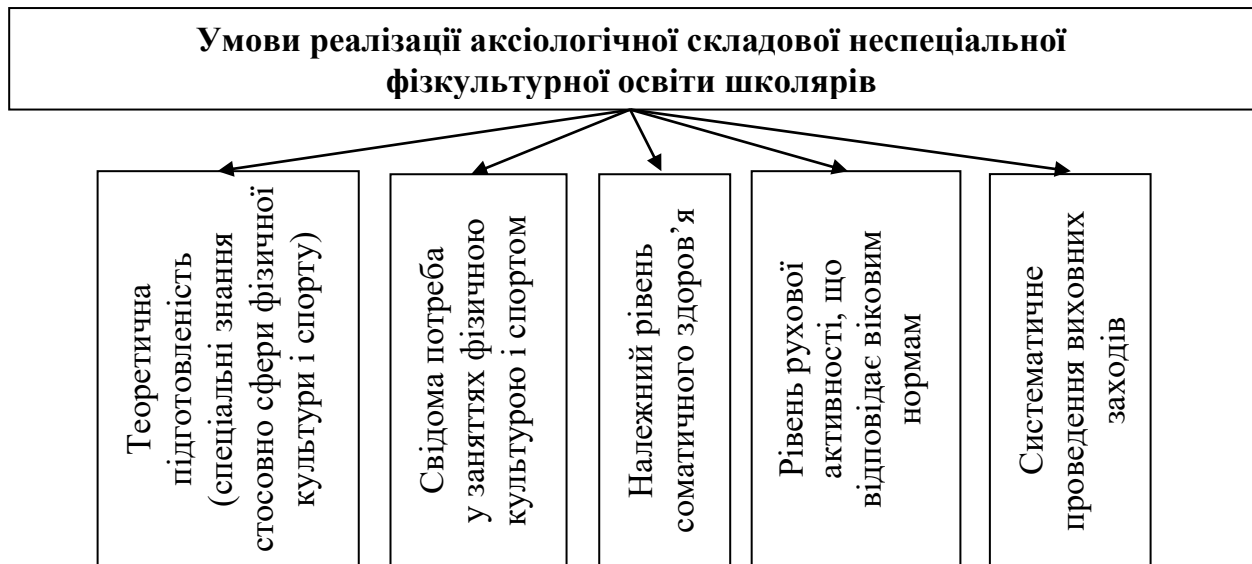 Умови реалізації аксіологічної складової неспеціальної
фізкультурної освіти школярів
Теоретична
підготовленість
(спеціальні знання
стосовно сфери фізичної
культури і спорту)
Свідома потреба
у заняттях фізичною
культурою і спортом
Належний рівень
соматичного здоров’я
Рівень рухової
активності, що
відповідає віковим
нормам
Систематичне
проведення виховних
заходів